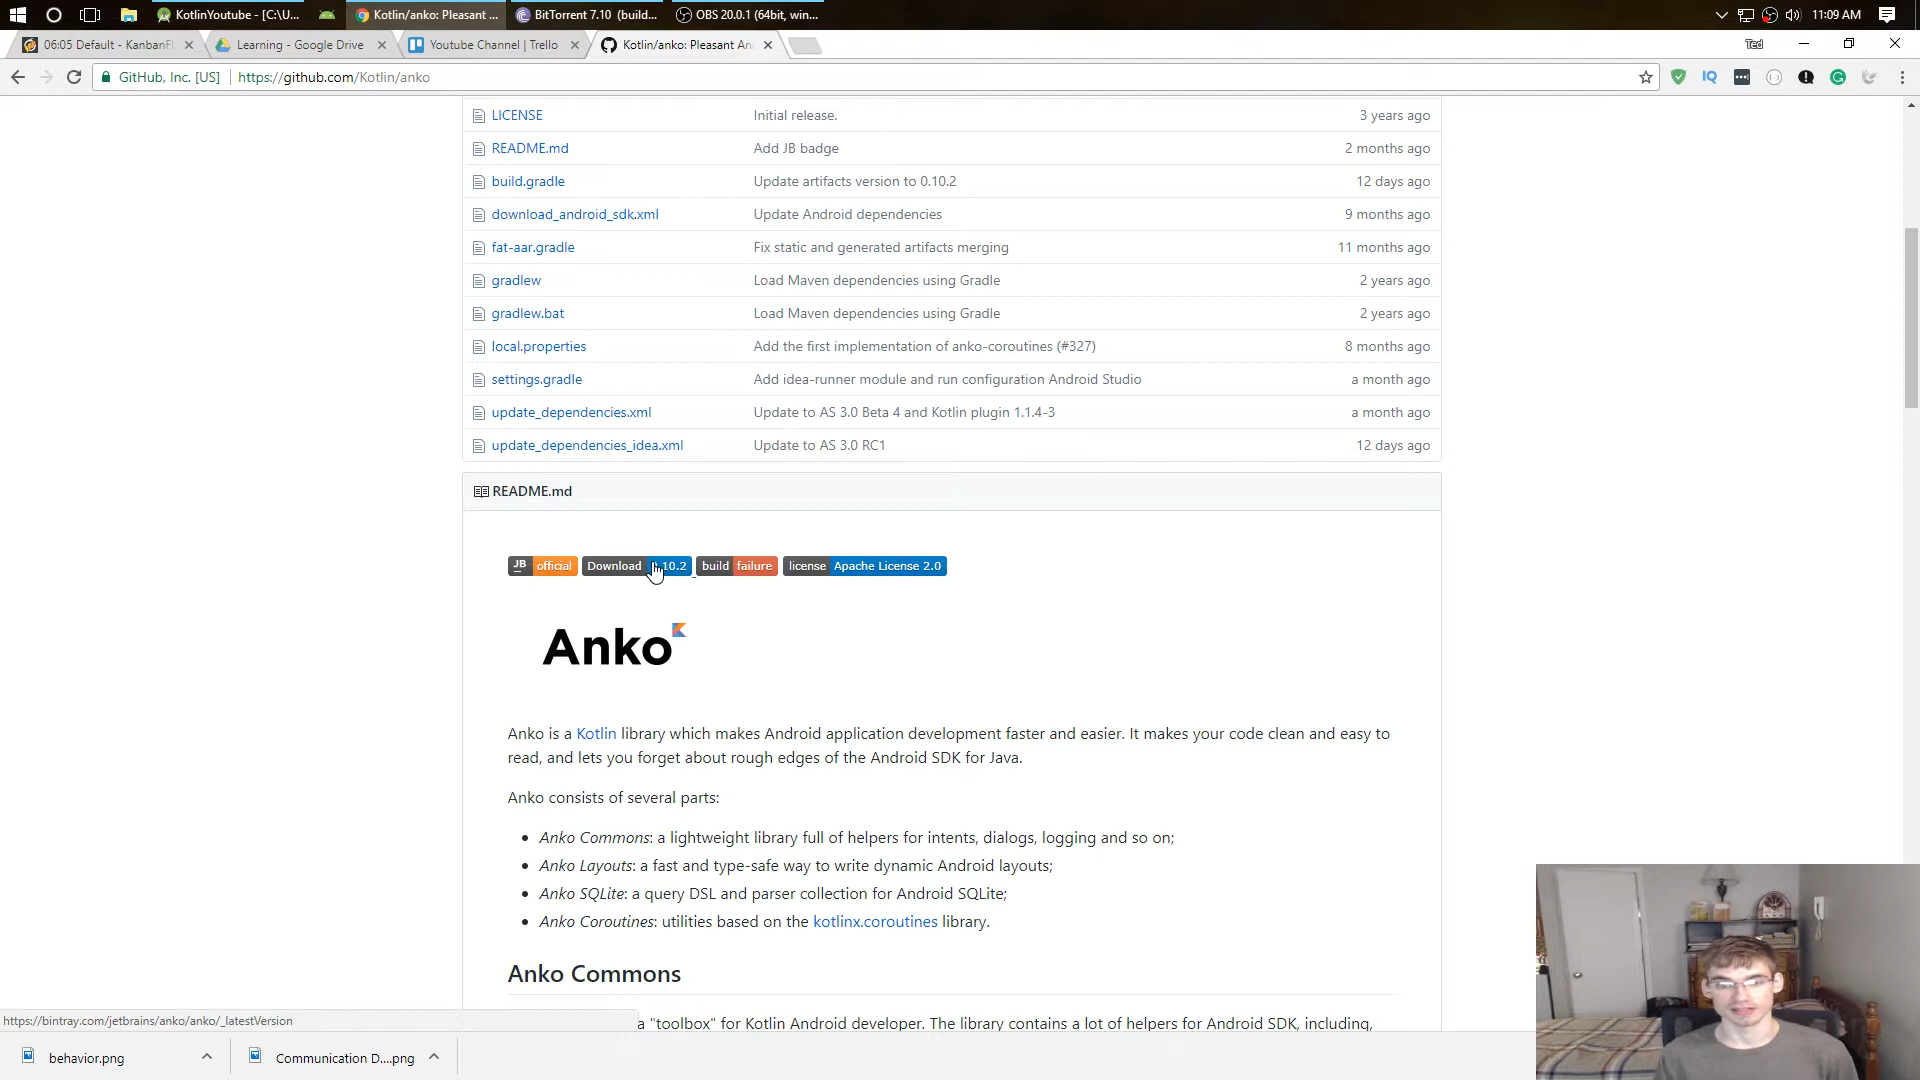 KotlinYoutube - [C:\U...
Kotlin/anko: Pleasant ...
BitTorrent 7.10 (build...
OBS 20.0.1 (64bit, win...
11:09 AM
06:05 Default - KanbanFl
Learning - Google Drive
Youtube Channel | Trello
Kotlin/anko: Pleasant An
Ted
GitHub, Inc. [US]
https://github.com/Kotlin/anko
IQ
LICENSE Initial release. 3 years ago
README.md Add JB badge 2 months ago
build.gradle Update artifacts version to 0.10.2 12 days ago
download_android_sdk.xml Update Android dependencies 9 months ago
fat-aar.gradle Fix static and generated artifacts merging 11 months ago
gradlew Load Maven dependencies using Gradle 2 years ago
gradlew.bat Load Maven dependencies using Gradle 2 years ago
local.properties Add the first implementation of anko-coroutines (#327) 8 months ago
settings.gradle Add idea-runner module and run configuration Android Studio a month ago
update_dependencies.xml Update to AS 3.0 Beta 4 and Kotlin plugin 1.1.4-3 a month ago
update_dependencies_idea.xml Update to AS 3.0 RC1 12 days ago
README.md
JB official Download .10.2 build failure license Apache License 2.0
Anko
Anko is a Kotlin library which makes Android application development faster and easier. It makes your code clean and easy to
read, and lets you forget about rough edges of the Android SDK for Java.
Anko consists of several parts:
• Anko Commons: a lightweight library full of helpers for intents, dialogs, logging and so on;
• Anko Layouts: a fast and type-safe way to write dynamic Android layouts;
• Anko SQLite: a query DSL and parser collection for Android SQLite;
• Anko Coroutines: utilities based on the kotlinx.coroutines library.
Anko Commons
a "toolbox" for Kotlin Android developer. The library contains a lot of helpers for Android SDK, including,
https://bintray.com/jetbrains/anko/anko/_latestVersion
behavior.png
Communication D....png